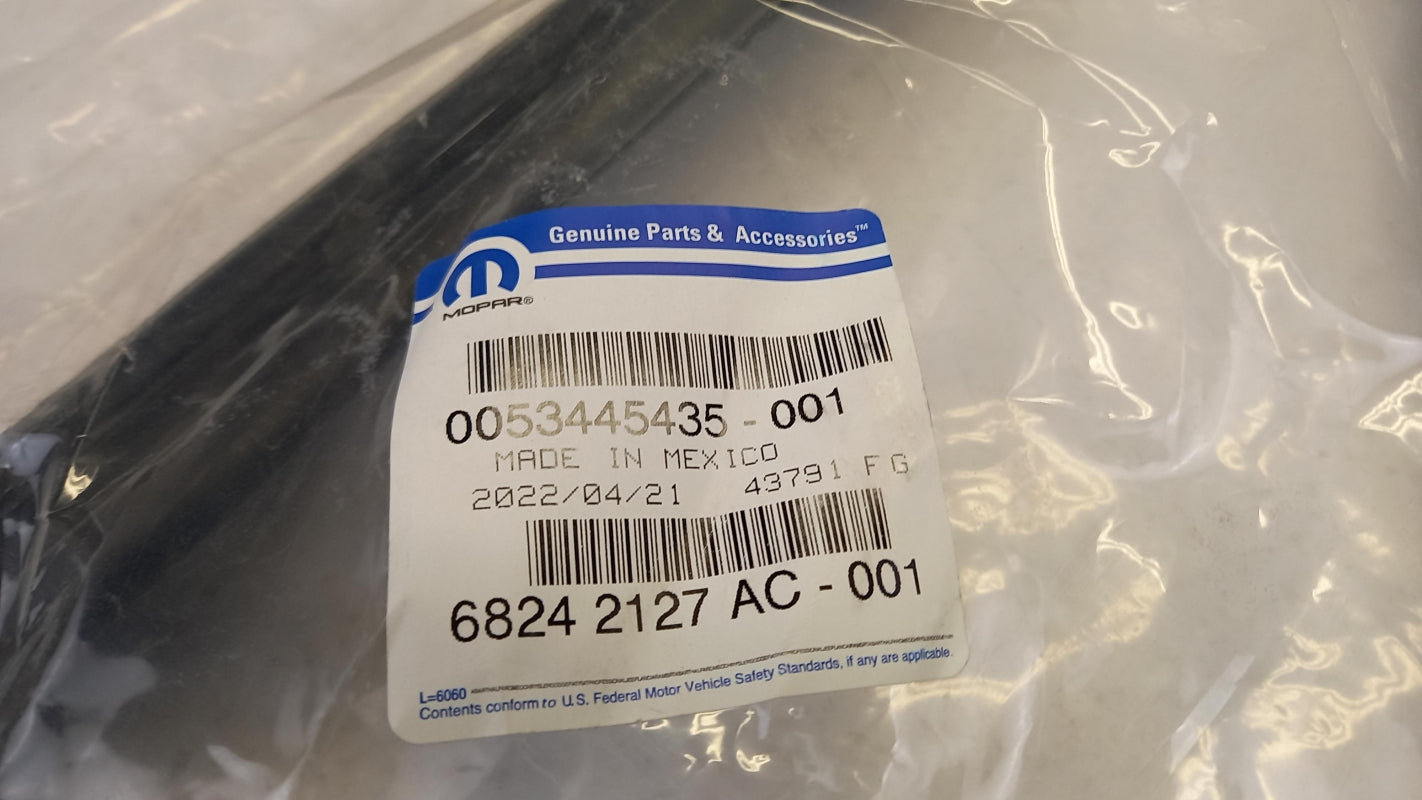 Genuine Parts & Accessories™
MOPAR®
0053445435 - 001
MADE IN MEXICO
2022/04/21 43791 FG
6824 2127 AC - 001
L=6060
Contents conform to U.S. Federal Motor Vehicle Safety Standards, if any are applicable.